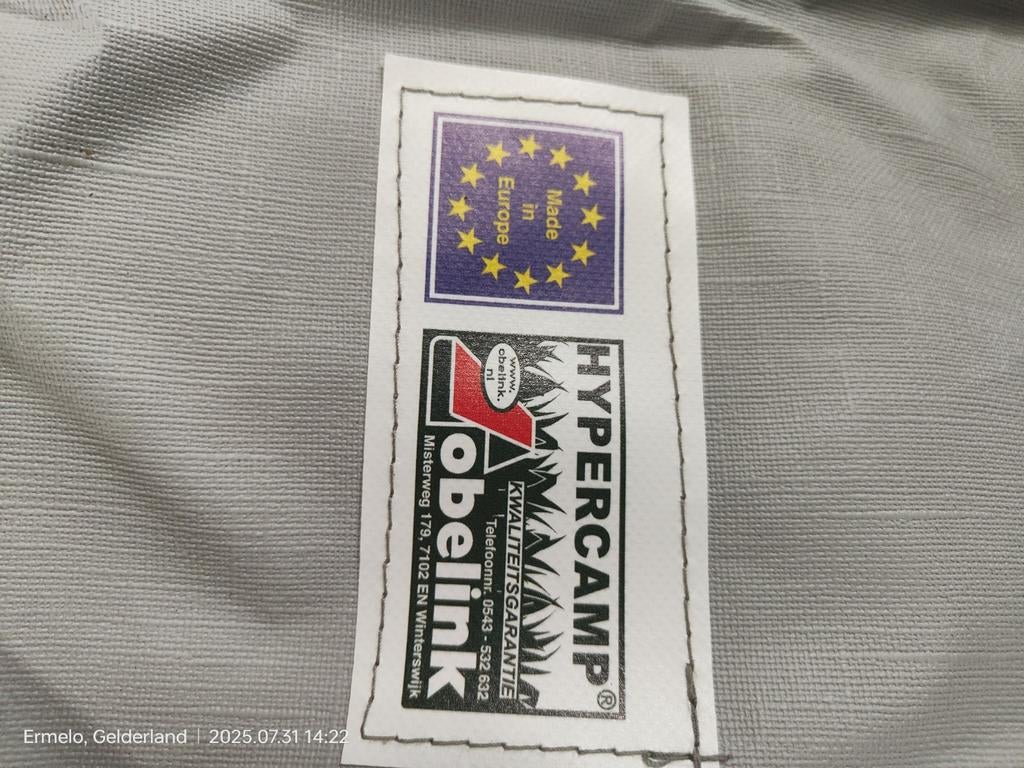 Made
in
Europe
HYPERCAMP®
www.
obelink.
nl
KWALITEITSGARANTIE
Telefoonnr. 0543 - 532 632
obelink
Misterweg 179, 7102 EN Winterswijk
Ermelo, Gelderland | 2025.07.31 14:22